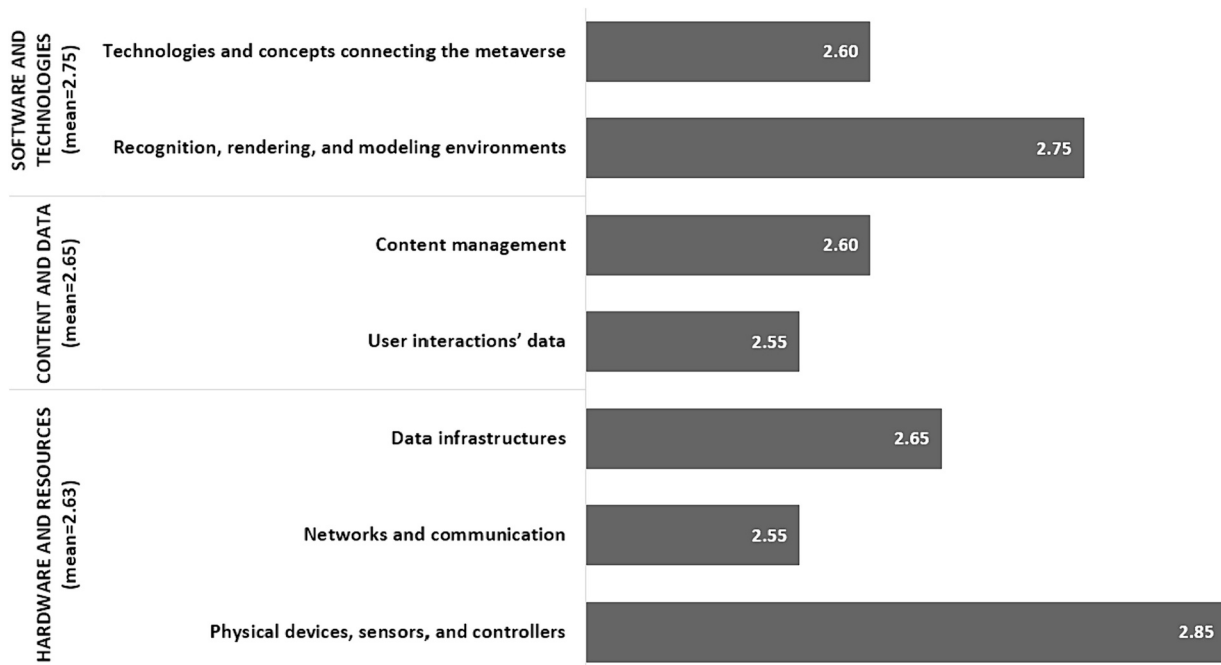 SOFTWARE AND
TECHNOLOGIES
(mean=2.75)
Technologies and concepts connecting the metaverse
2.60
Recognition, rendering, and modeling environments
2.75
CONTENT AND DATA
(mean=2.65)
Content management
2.60
User interactions’ data
2.55
HARDWARE AND RESOURCES
(mean=2.63)
Data infrastructures
2.65
Networks and communication
2.55
Physical devices, sensors, and controllers
2.85